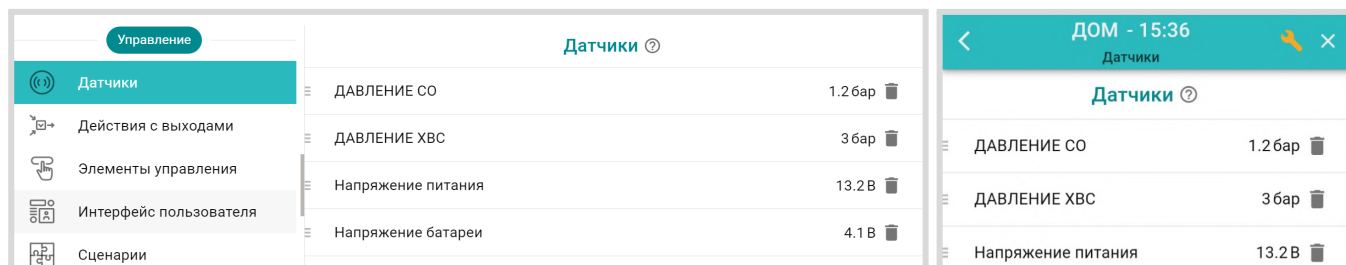 Управление
Датчики
Действия с выходами
Элементы управления
Интерфейс пользователя
Сценарии
Датчики ?
ДАВЛЕНИЕ СО 1.2 бар
ДАВЛЕНИЕ ХВС 3 бар
Напряжение питания 13.2 В
Напряжение батареи 4.1 В
ДОМ - 15:36
Датчики
Датчики ?
ДАВЛЕНИЕ СО 1.2 бар
ДАВЛЕНИЕ ХВС 3 бар
Напряжение питания 13.2 В